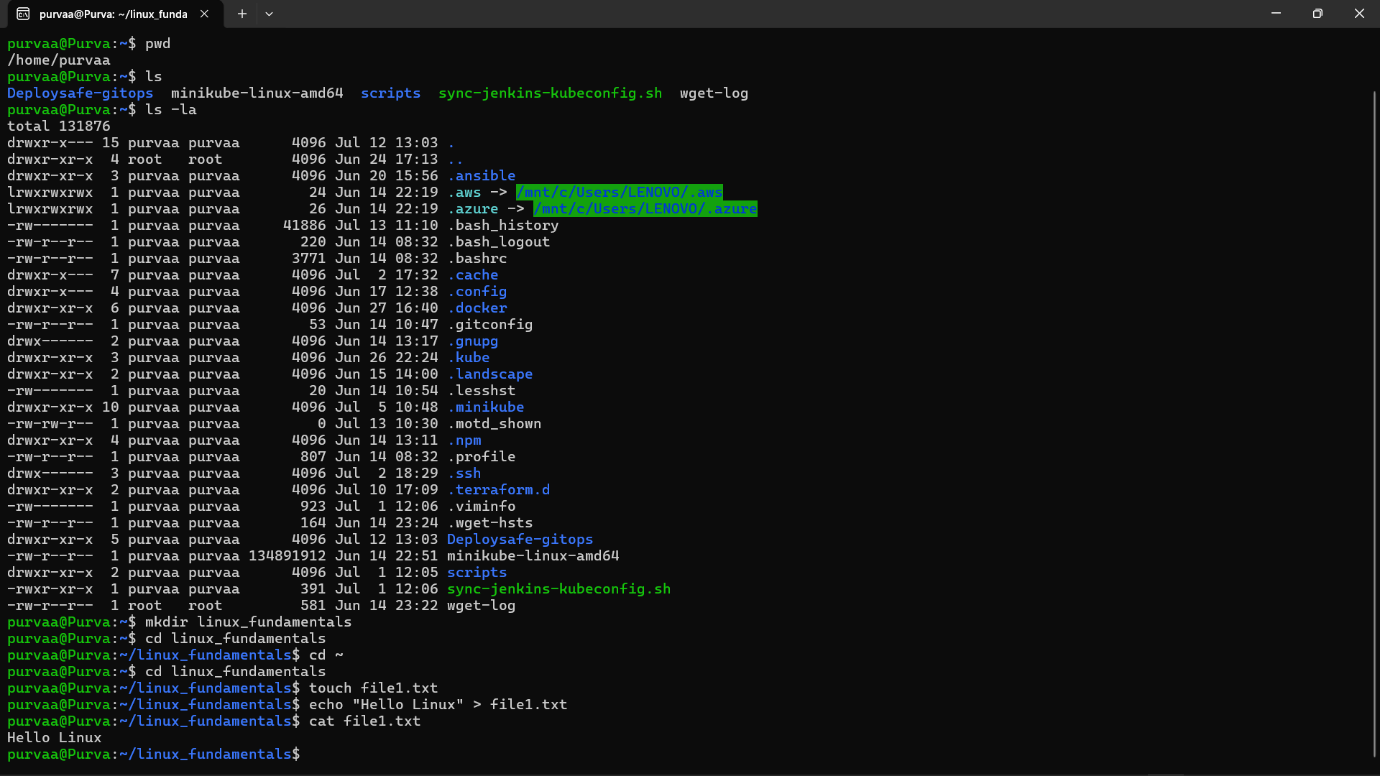 purvaa@Purva: ~/linux_funda
purvaa@Purva:~$ pwd
/home/purvaa
purvaa@Purva:~$ ls
Deploysafe-gitops  minikube-linux-amd64  scripts  sync-jenkins-kubeconfig.sh  wget-log
purvaa@Purva:~$ ls -la
total 131876
drwxr-x--- 15 purvaa purvaa      4096 Jul 12 13:03 .
drwxr-xr-x  4 root   root        4096 Jun 24 17:13 ..
drwxr-xr-x  3 purvaa purvaa      4096 Jun 20 15:56 .ansible
lrwxrwxrwx  1 purvaa purvaa        24 Jun 14 22:19 .aws -> /mnt/c/Users/LENOVO/.aws
lrwxrwxrwx  1 purvaa purvaa        26 Jun 14 22:19 .azure -> /mnt/c/Users/LENOVO/.azure
-rw-------  1 purvaa purvaa     41886 Jul 13 11:10 .bash_history
-rw-r--r--  1 purvaa purvaa       220 Jun 14 08:32 .bash_logout
-rw-r--r--  1 purvaa purvaa      3771 Jun 14 08:32 .bashrc
drwxr-x---  7 purvaa purvaa      4096 Jul  2 17:32 .cache
drwxr-x---  4 purvaa purvaa      4096 Jun 17 12:38 .config
drwxr-xr-x  6 purvaa purvaa      4096 Jun 27 16:40 .docker
-rw-r--r--  1 purvaa purvaa        53 Jun 14 10:47 .gitconfig
drwx------  2 purvaa purvaa      4096 Jun 14 13:17 .gnupg
drwxr-xr-x  3 purvaa purvaa      4096 Jun 26 22:24 .kube
drwxr-xr-x  2 purvaa purvaa      4096 Jun 15 14:00 .landscape
-rw-------  1 purvaa purvaa        20 Jun 14 10:54 .lesshst
drwxr-xr-x 10 purvaa purvaa      4096 Jul  5 10:48 .minikube
-rw-rw-r--  1 purvaa purvaa         0 Jul 13 10:30 .motd_shown
drwxr-xr-x  4 purvaa purvaa      4096 Jun 14 13:11 .npm
-rw-r--r--  1 purvaa purvaa       807 Jun 14 08:32 .profile
drwx------  3 purvaa purvaa      4096 Jul  2 18:29 .ssh
drwxr-xr-x  2 purvaa purvaa      4096 Jul 10 17:09 .terraform.d
-rw-------  1 purvaa purvaa       923 Jul  1 12:06 .viminfo
-rw-r--r--  1 purvaa purvaa       164 Jun 14 23:24 .wget-hsts
drwxr-xr-x  5 purvaa purvaa      4096 Jul 12 13:03 Deploysafe-gitops
-rw-r--r--  1 purvaa purvaa 134891912 Jun 14 22:51 minikube-linux-amd64
drwxr-xr-x  2 purvaa purvaa      4096 Jul  1 12:05 scripts
-rwxr-xr-x  1 purvaa purvaa       391 Jul  1 12:06 sync-jenkins-kubeconfig.sh
-rw-r--r--  1 root   root         581 Jun 14 23:22 wget-log
purvaa@Purva:~$ mkdir linux_fundamentals
purvaa@Purva:~$ cd linux_fundamentals
purvaa@Purva:~/linux_fundamentals$ cd ~
purvaa@Purva:~$ cd linux_fundamentals
purvaa@Purva:~/linux_fundamentals$ touch file1.txt
purvaa@Purva:~/linux_fundamentals$ echo "Hello Linux" > file1.txt
purvaa@Purva:~/linux_fundamentals$ cat file1.txt
Hello Linux
purvaa@Purva:~/linux_fundamentals$